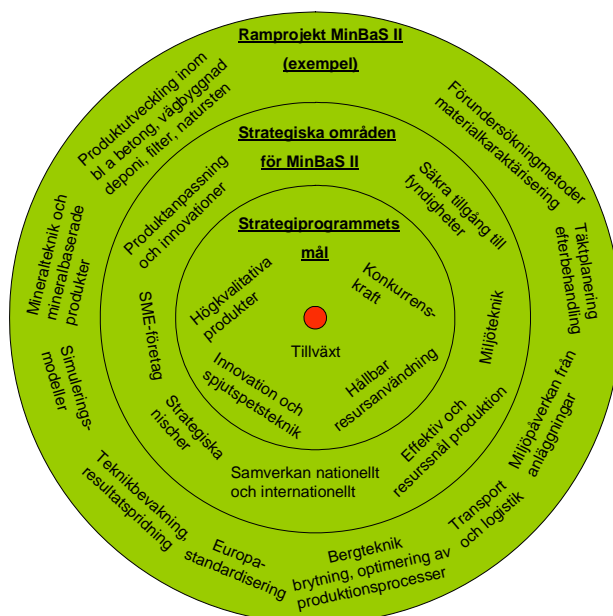 Ramprojekt MinBaS II
(exempel)
Produktutveckling inom
bl a betong, vägbyggnad
deponi, filter, natursten
Förundersökningmetoder
materialkaraktärisering
Täktplanering
efterbehandling
Miljöpåverkan från
anläggningar
Transport
och logistik
Bergteknik
brytning, optimering av
produktionsprocesser
Europa-
standardisering
Teknikbevakning,
resultatspridning
Simulerings-
modeller
Mineralteknik och
mineralbaserade
produkter
Strategiska områden
för MinBaS II
Produktanpassning
och innovationer
Säkra tillgång till
fyndigheter
Miljöteknik
Effektiv och
resurssnål produktion
Samverkan nationellt
och internationellt
Strategiska
nischer
SME-företag
Strategiprogrammets
mål
Högkvalitativa
produkter
Konkurrens-
kraft
Tillväxt
Innovation och
spjutspetsteknik
Hållbar
resursanvändning